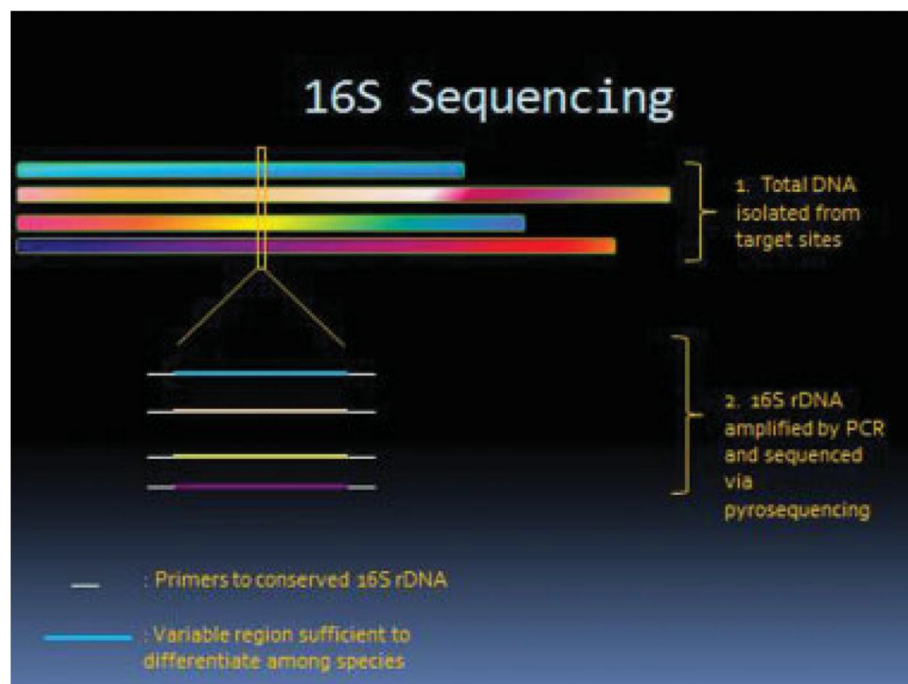 16S Sequencing
1. Total DNA
isolated from
target sites
2. 16S rDNA
amplified by PCR
and sequenced
via
pyrosequencing
: Primers to conserved 16S rDNA
: Variable region sufficient to
differentiate among species